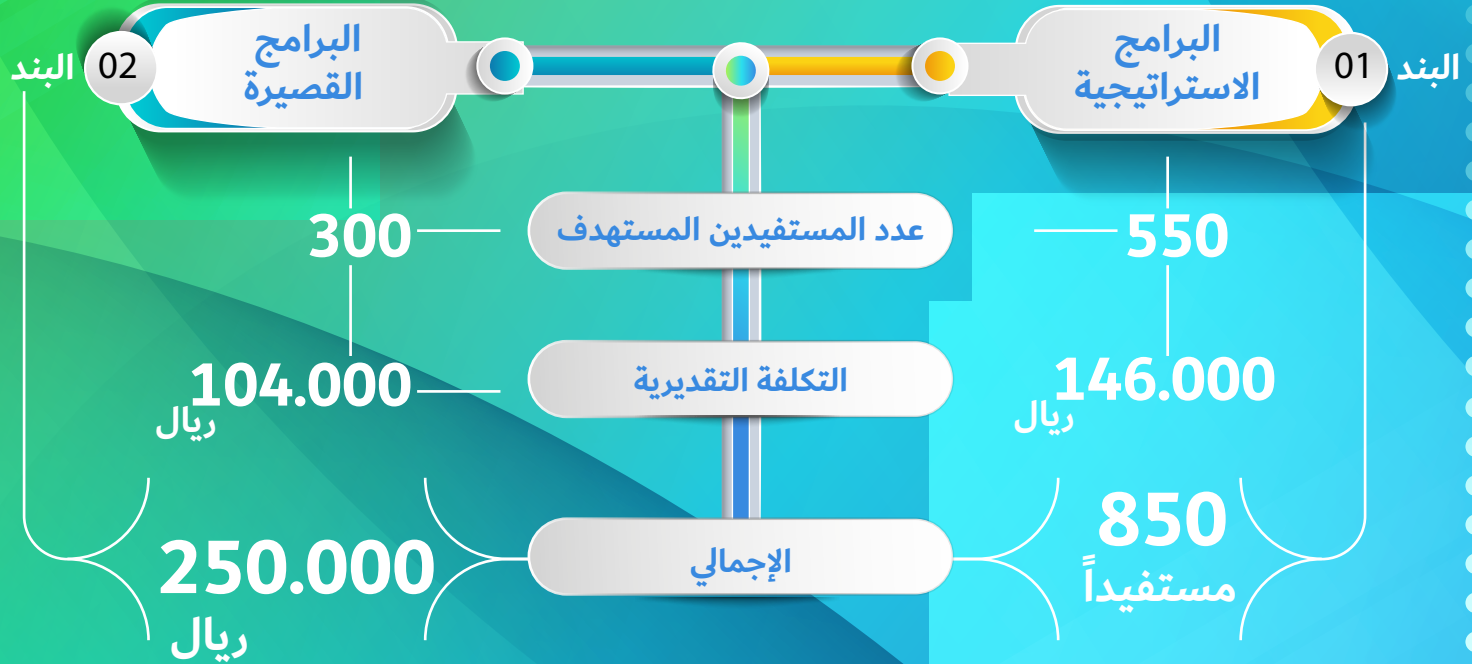 البند 01
البرامج
الاستراتيجية
البند 02
البرامج
القصيرة
550
عدد المستفيدين المستهدف
300
146.000
ريال
التكلفة التقديرية
104.000
ريال
850
مستفيداً
الإجمالي
250.000
ريال